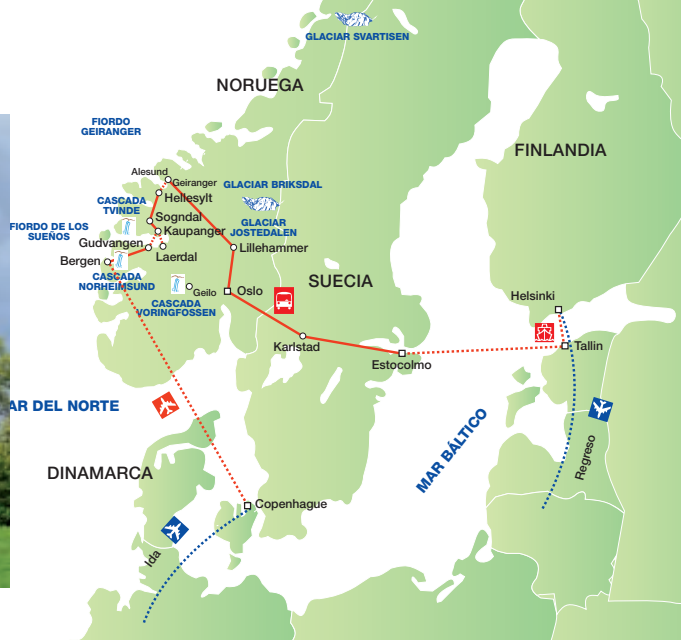 GLACIAR SVARTISEN
NORUEGA
FIORDO
GEIRANGER
FINLANDIA
Alesund
Geiranger
GLACIAR BRIKSDAL
Hellesylt
CASCADA
TVINDE
Sogndal
GLACIAR
JOSTEDALEN
FIORDO DE LOS
SUEÑOS
Kaupanger
Gudvangen
Lillehammer
Laerdal
Bergen
CASCADA
NORHEIMSUND
SUECIA
Geilo
Oslo
Helsinki
CASCADA
VORINGFOSSEN
Karlstad
Tallin
Estocolmo
AR DEL NORTE
MAR BÁLTICO
Regreso
DINAMARCA
Copenhague
Ida